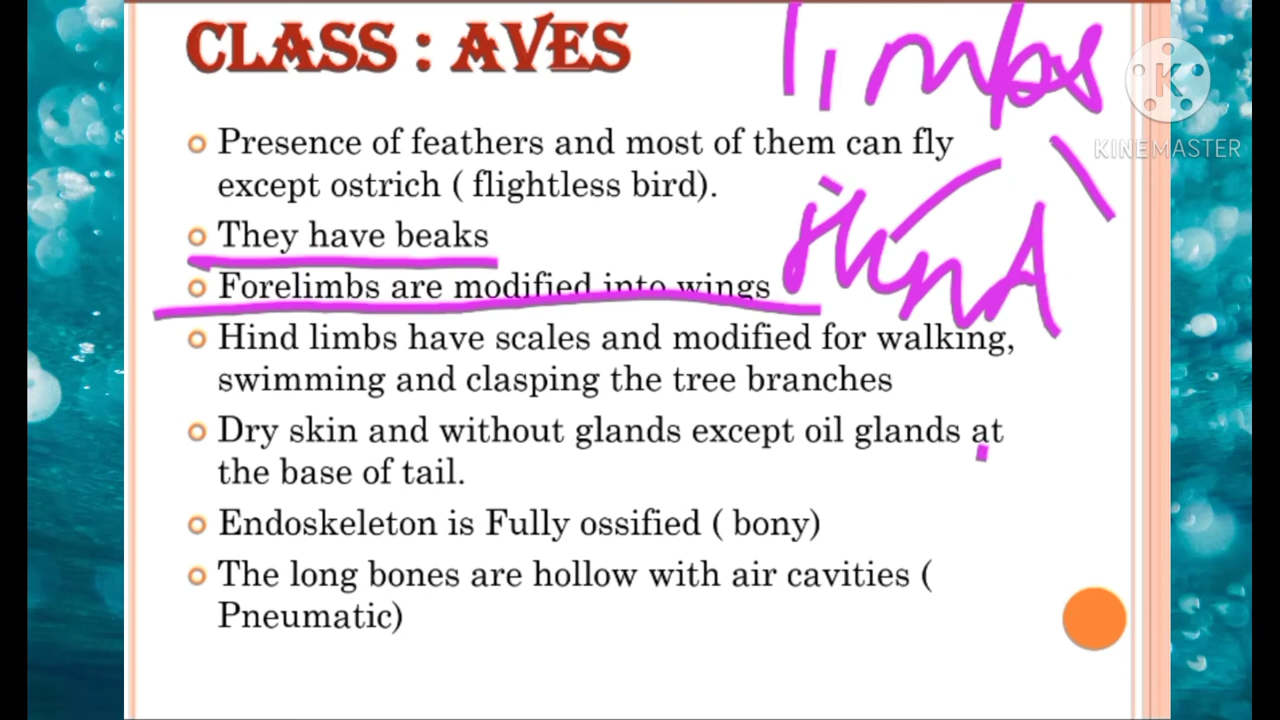 CLASS : AVES
limbs
KINEMASTER
Presence of feathers and most of them can fly
except ostrich ( flightless bird).
They have beaks
Forelimbs are modified into wings
Hind limbs have scales and modified for walking,
swimming and clasping the tree branches
Dry skin and without glands except oil glands at
the base of tail.
Endoskeleton is Fully ossified ( bony)
The long bones are hollow with air cavities (
Pneumatic)